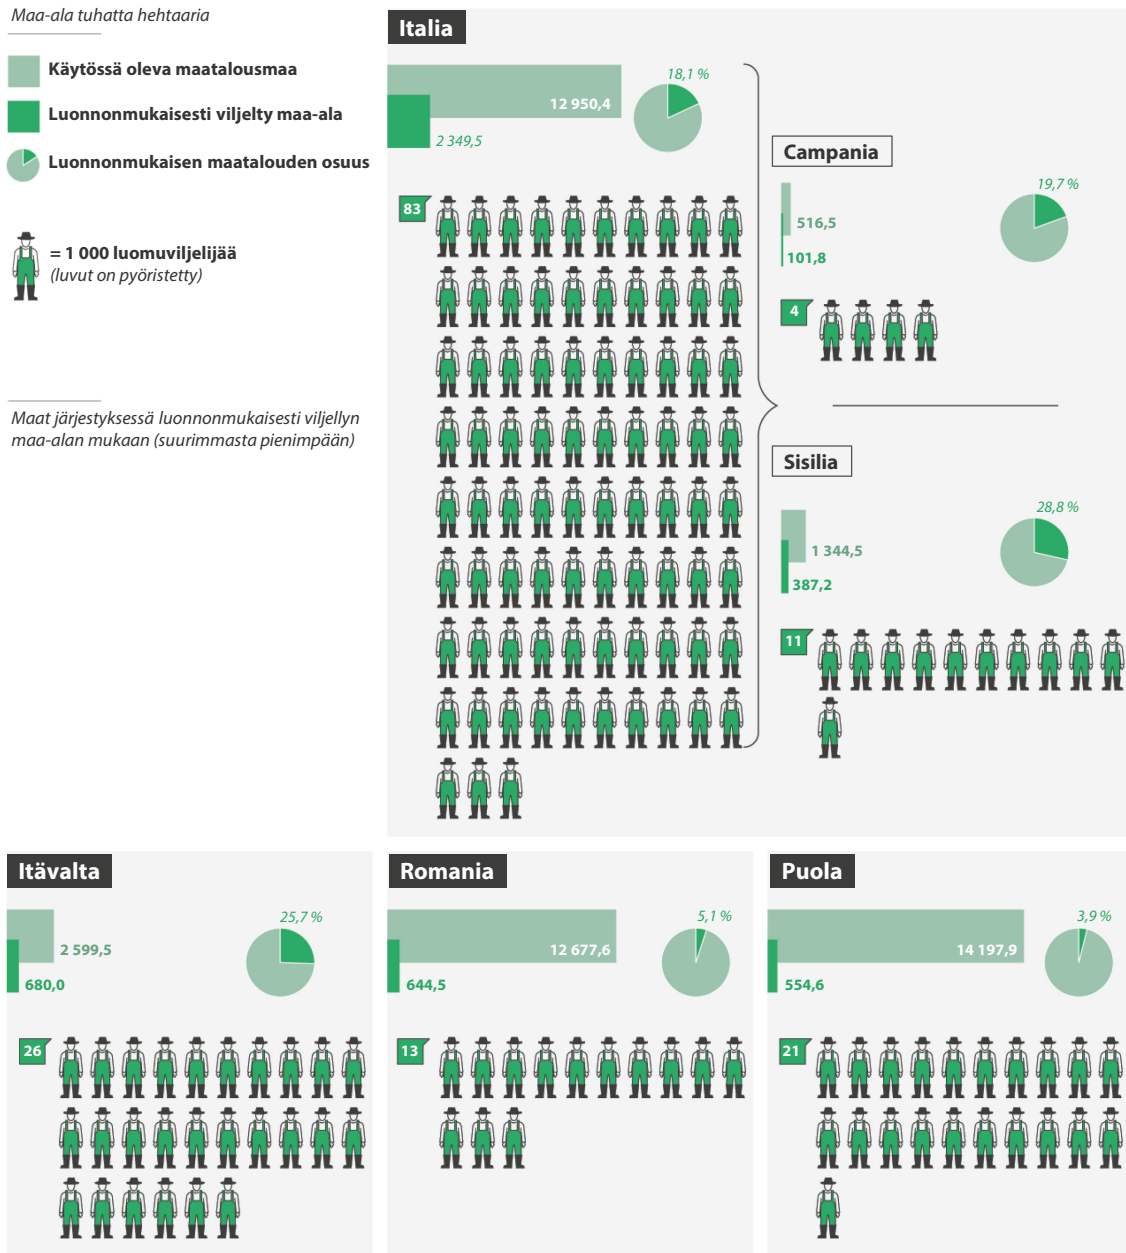 Maa-ala tuhatta hehtaaria
Käytössä oleva maatalousmaa
Luonnonmukaisesti viljelty maa-ala
Luonnonmukaisen maatalouden osuus
= 1 000 luomuviljelijää
(luvut on pyöristetty)
Maat järjestyksessä luonnonmukaisesti viljellyn
maa-alan mukaan (suurimmasta pienimpään)
Italia
18,1 %
12 950,4
2 349,5
83
Campania
19,7 %
516,5
101,8
4
Sisilia
28,8 %
1 344,5
387,2
11
Itävalta
25,7 %
2 599,5
680,0
26
Romania
5,1 %
12 677,6
644,5
13
Puola
3,9 %
14 197,9
554,6
21